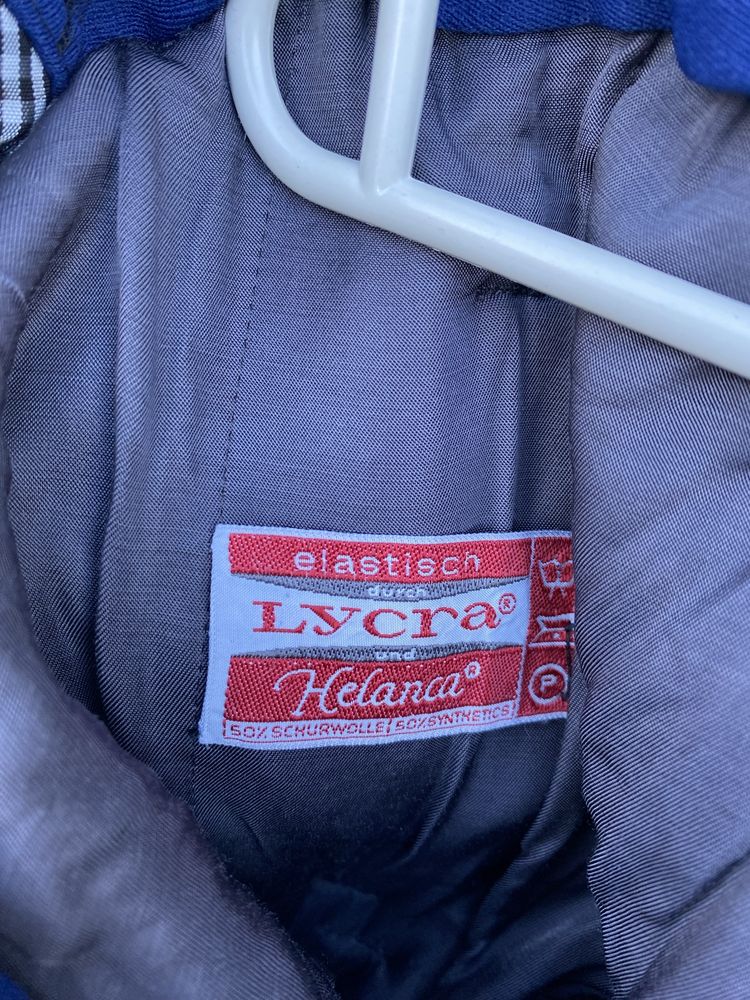 elastisch
durch
Lycra®
und
Helanca®
50% SCHURWOLLE/50% SYNTHETICS
P